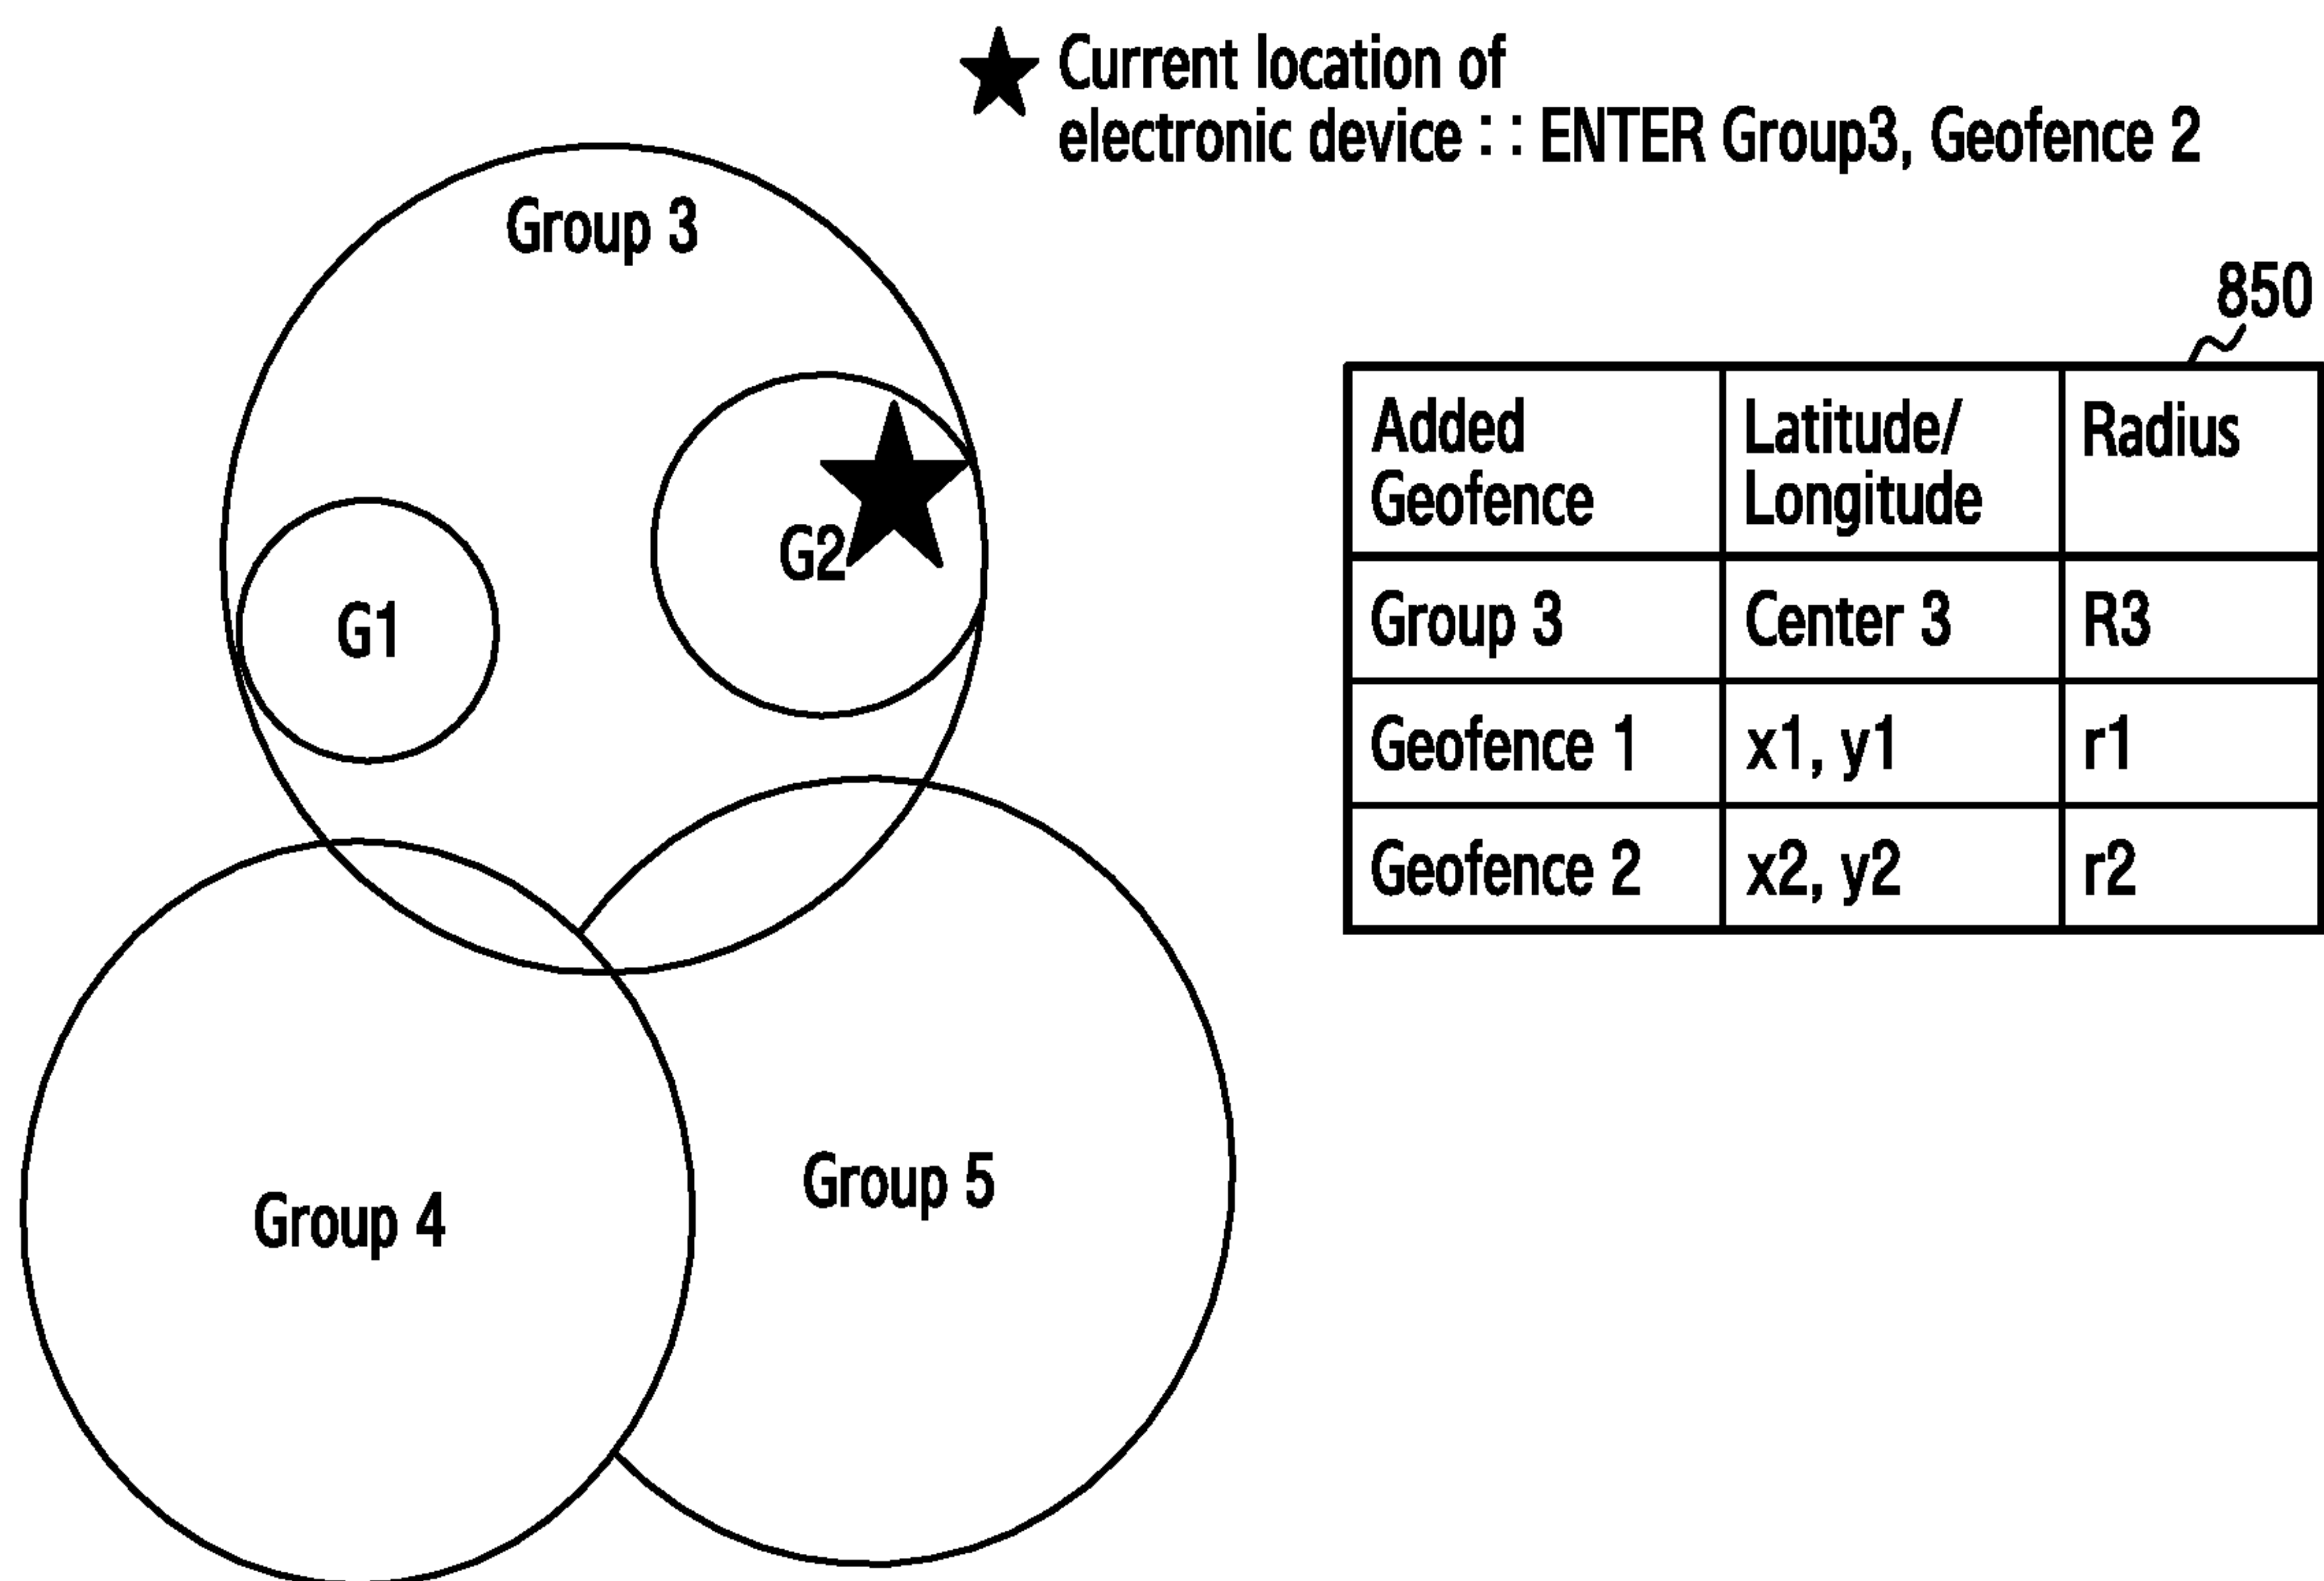 Current location of
electronic device : : ENTER Group3, Geofence 2
Group 3
G2
G1
Group 5
Group 4
850
Added Geofence Latitude/ Longitude Radius
Group 3 Center 3 R3
Geofence 1 x1, y1 r1
Geofence 2 x2, y2 r2